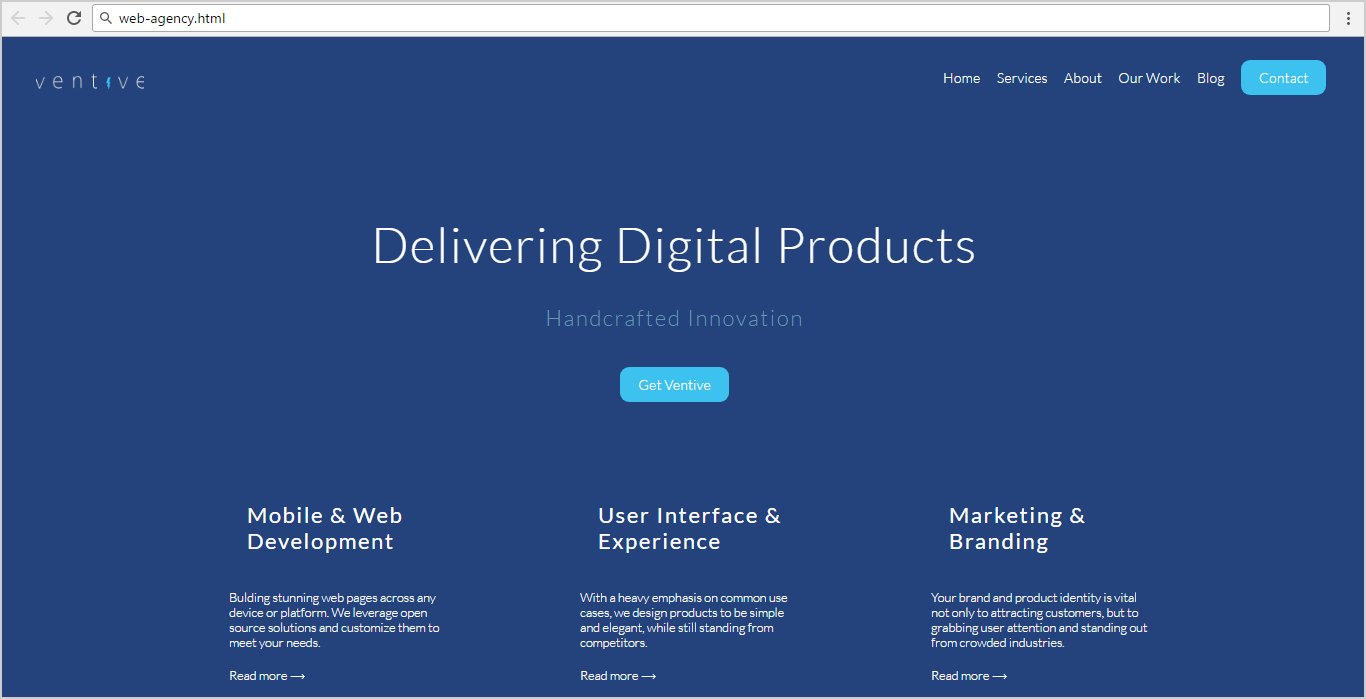 web-agency.html
ventive
Home Services About Our Work Blog Contact
Delivering Digital Products
Handcrafted Innovation
Get Ventive
Mobile & Web
Development
Bulding stunning web pages across any
device or platform. We leverage open
source solutions and customize them to
meet your needs.
Read more ⟶
User Interface &
Experience
With a heavy emphasis on common use
cases, we design products to be simple
and elegant, while still standing from
competitors.
Read more ⟶
Marketing &
Branding
Your brand and product identity is vital
not only to attracting customers, but to
grabbing user attention and standing out
from crowded industries.
Read more ⟶